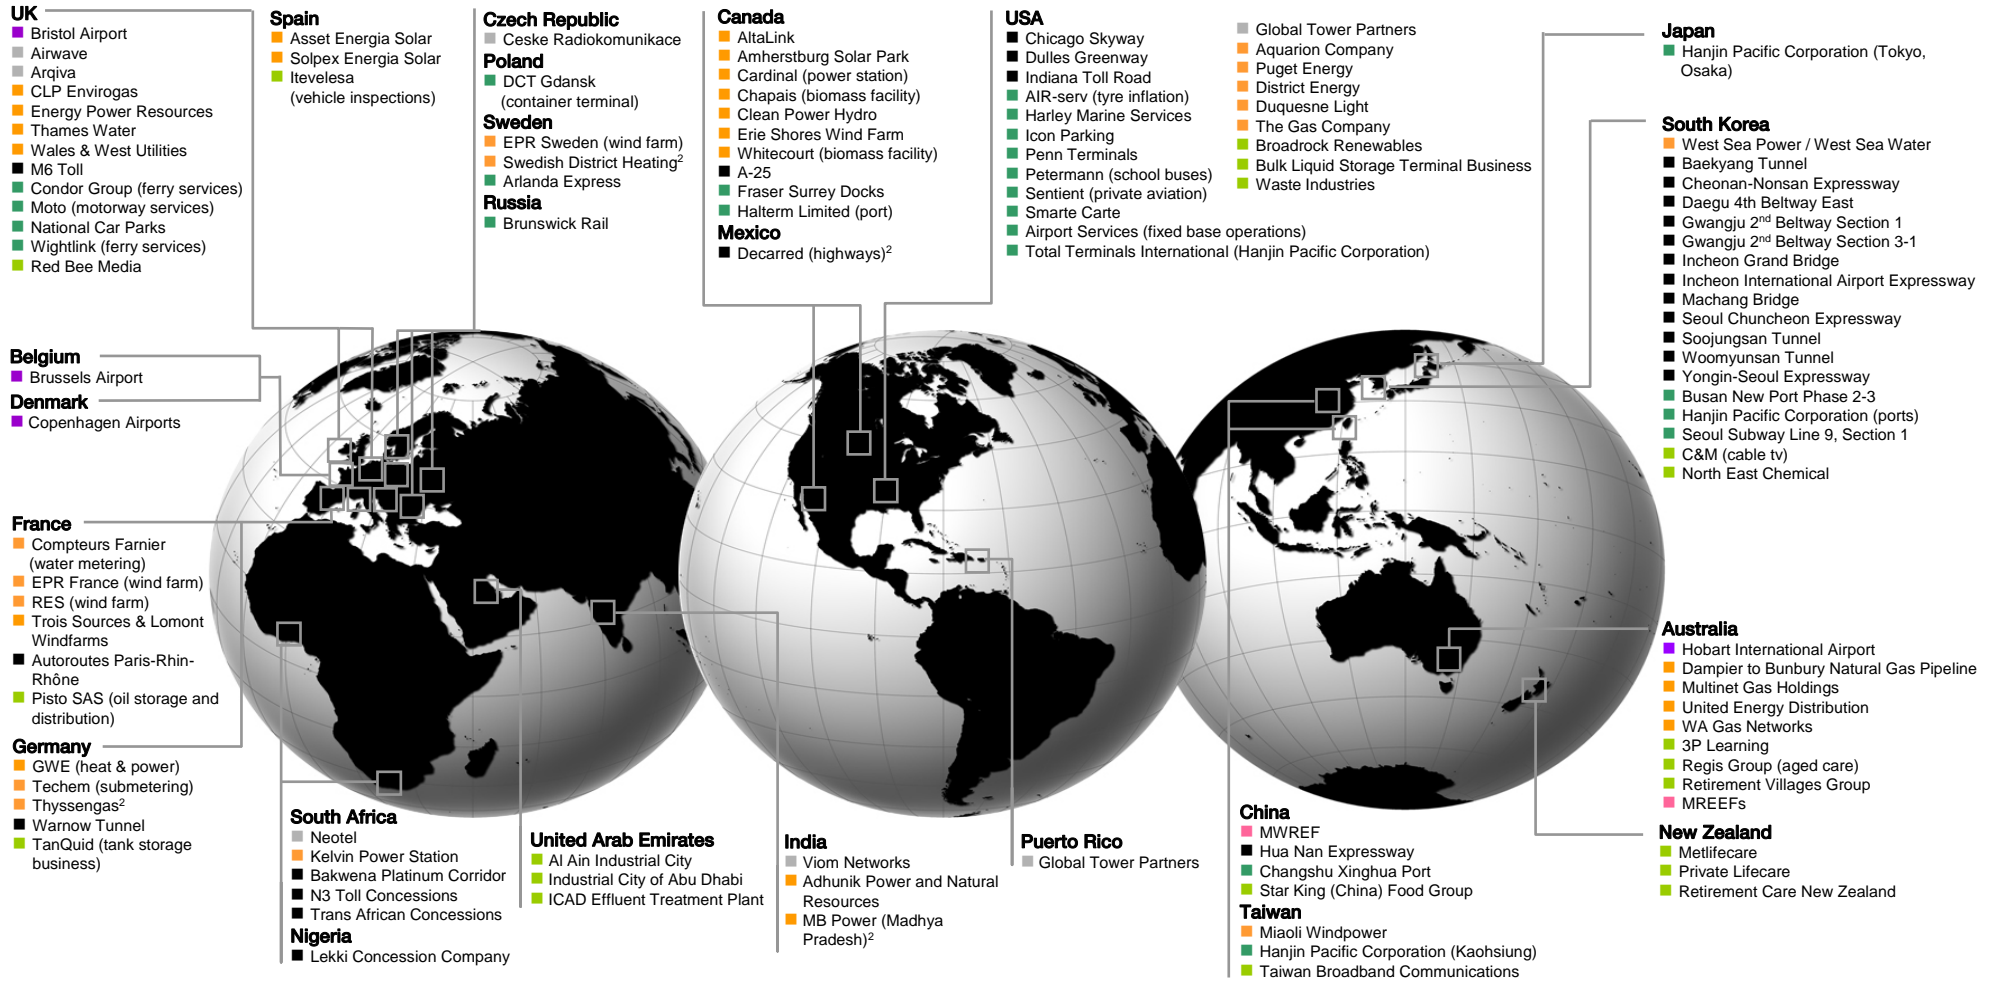 UK
Bristol Airport
Airwave
Arqiva
CLP Envirogas
Energy Power Resources
Thames Water
Wales & West Utilities
M6 Toll
Condor Group (ferry services)
Moto (motorway services)
National Car Parks
Wightlink (ferry services)
Red Bee Media
Spain
Asset Energia Solar
Solpex Energia Solar
Itevelesa
(vehicle inspections)
Czech Republic
Ceske Radiokomunikace
Poland
DCT Gdansk
(container terminal)
Sweden
EPR Sweden (wind farm)
Swedish District Heating²
Arlanda Express
Russia
Brunswick Rail
Canada
AltaLink
Amherstburg Solar Park
Cardinal (power station)
Chapais (biomass facility)
Clean Power Hydro
Erie Shores Wind Farm
Whitecourt (biomass facility)
A-25
Fraser Surrey Docks
Halterm Limited (port)
Mexico
Decarred (highways)²
USA
Chicago Skyway
Dulles Greenway
Indiana Toll Road
AIR-serv (tyre inflation)
Harley Marine Services
Icon Parking
Penn Terminals
Petermann (school buses)
Sentient (private aviation)
Smarte Carte
Airport Services (fixed base operations)
Total Terminals International (Hanjin Pacific Corporation)
Global Tower Partners
Aquarion Company
Puget Energy
District Energy
Duquesne Light
The Gas Company
Broadrock Renewables
Bulk Liquid Storage Terminal Business
Waste Industries
Japan
Hanjin Pacific Corporation (Tokyo,
Osaka)
South Korea
West Sea Power / West Sea Water
Baekyang Tunnel
Cheonan-Nonsan Expressway
Daegu 4th Beltway East
Gwangju 2nd Beltway Section 1
Gwangju 2nd Beltway Section 3-1
Incheon Grand Bridge
Incheon International Airport Expressway
Machang Bridge
Seoul Chuncheon Expressway
Soojungsan Tunnel
Woomyunsan Tunnel
Yongin-Seoul Expressway
Busan New Port Phase 2-3
Hanjin Pacific Corporation (ports)
Seoul Subway Line 9, Section 1
C&M (cable tv)
North East Chemical
Belgium
Brussels Airport
Denmark
Copenhagen Airports
France
Compteurs Farnier
(water metering)
EPR France (wind farm)
RES (wind farm)
Trois Sources & Lomont
Windfarms
Autoroutes Paris-Rhin-
Rhône
Pisto SAS (oil storage and
distribution)
Germany
GWE (heat & power)
Techem (submetering)
Thyssengas²
Warnow Tunnel
TanQuid (tank storage
business)
South Africa
Neotel
Kelvin Power Station
Bakwena Platinum Corridor
N3 Toll Concessions
Trans African Concessions
Nigeria
Lekki Concession Company
United Arab Emirates
Al Ain Industrial City
Industrial City of Abu Dhabi
ICAD Effluent Treatment Plant
India
Viom Networks
Adhunik Power and Natural
Resources
MB Power (Madhya
Pradesh)²
Puerto Rico
Global Tower Partners
China
MWREF
Hua Nan Expressway
Changshu Xinghua Port
Star King (China) Food Group
Taiwan
Miaoli Windpower
Hanjin Pacific Corporation (Kaohsiung)
Taiwan Broadband Communications
Australia
Hobart International Airport
Dampier to Bunbury Natural Gas Pipeline
Multinet Gas Holdings
United Energy Distribution
WA Gas Networks
3P Learning
Regis Group (aged care)
Retirement Villages Group
MREEFs
New Zealand
Metlifecare
Private Lifecare
Retirement Care New Zealand